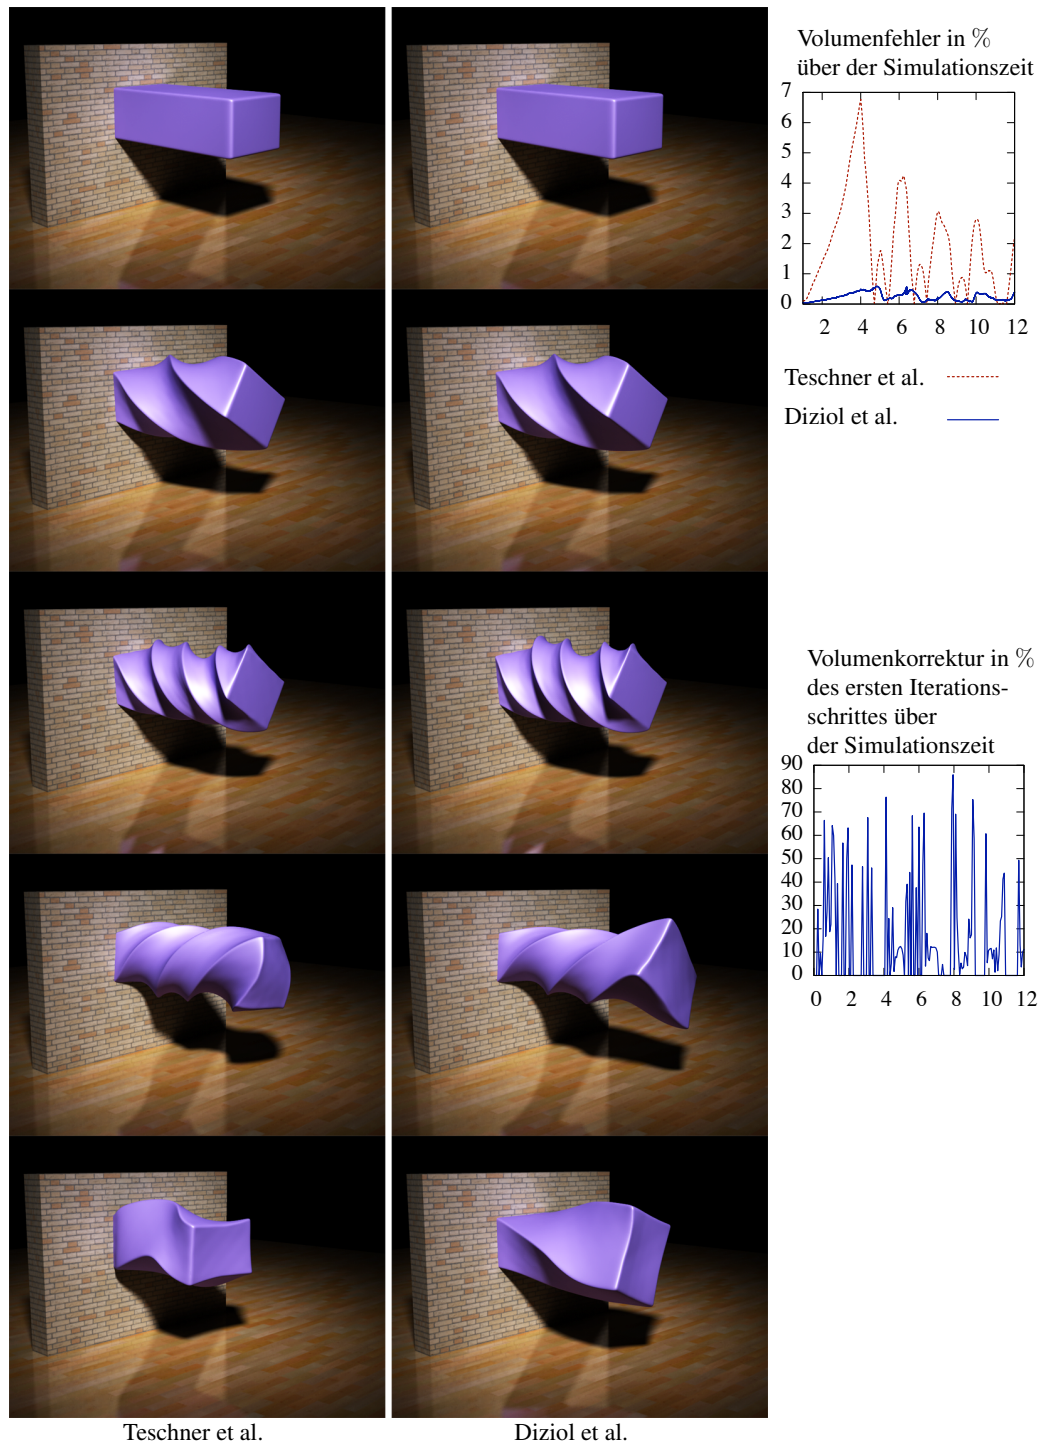 Volumenfehler in %
über der Simulationszeit
7
6
5
4
3
2
1
0
2 4 6 8 10 12
Teschner et al.
Diziol et al.
Volumenkorrektur in %
des ersten Iterations-
schrittes über
der Simulationszeit
90
80
70
60
50
40
30
20
10
0
0 2 4 6 8 10 12
Teschner et al.
Diziol et al.